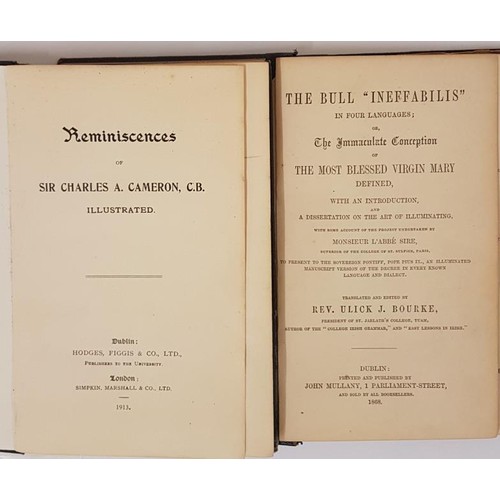 Reminiscences
OF
SIR CHARLES A. CAMERON, C.B.
ILLUSTRATED.
Dublin:
HODGES, FIGGIS & CO., LTD.,
PUBLISHERS TO THE UNIVERSITY.
London:
SIMPKIN, MARSHALL & CO., LTD.
1913.
THE BULL "INEFFABILIS"
IN FOUR LANGUAGES;
OR,
The Immaculate Conception
OF
THE MOST BLESSED VIRGIN MARY
DEFINED,
WITH AN INTRODUCTION,
AND
A DISSERTATION ON THE ART OF ILLUMINATING,
WITH SOME ACCOUNT OF THE PROJECT UNDERTAKEN BY
MONSIEUR L'ABBÉ SIRE,
DIRECTOR OF THE COLLEGE OF ST. SULPICE, PARIS,
TO PRESENT TO THE SOVEREIGN PONTIFF, POPE PIUS IX., AN ILLUMINATED
MANUSCRIPT VERSION OF THE DECREE IN EVERY KNOWN
LANGUAGE AND DIALECT.
TRANSLATED AND EDITED BY
REV. ULICK J. BOURKE,
PRESIDENT OF ST. JARLATH'S COLLEGE, TUAM,
AUTHOR OF THE "COLLEGE IRISH GRAMMAR," AND "EASY LESSONS IN IRISH."
DUBLIN:
PRINTED AND PUBLISHED BY
JOHN MULLANY, 1 PARLIAMENT-STREET,
AND SOLD BY ALL BOOKSELLERS.
1868.